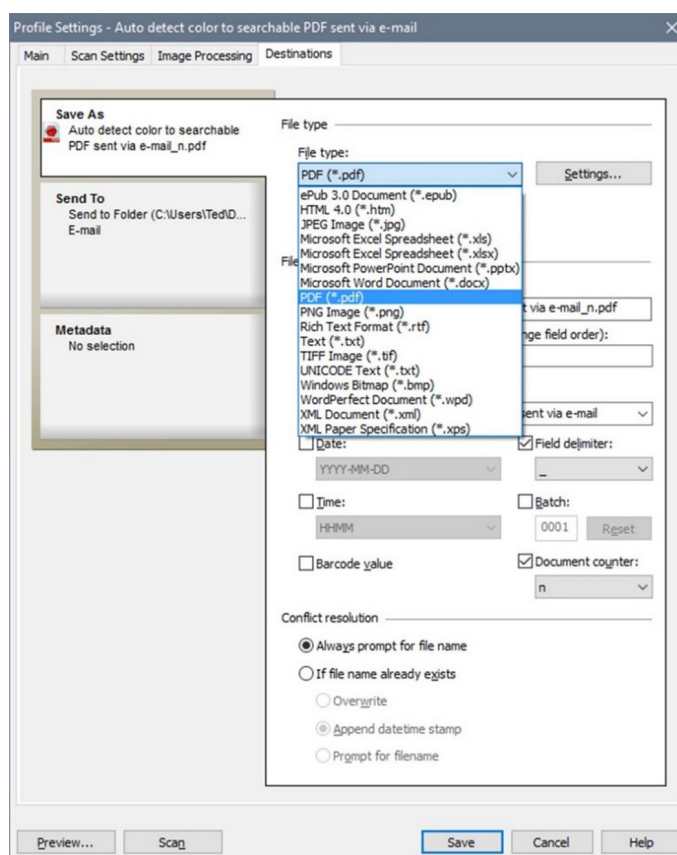 Profile Settings - Auto detect color to searchable PDF sent via e-mail
Main Scan Settings Image Processing Destinations
Save As
Auto detect color to searchable
PDF sent via e-mail_n.pdf
Send To
Send to Folder (C:\Users\Ted\D...
E-mail
Metadata
No selection
File type
File type:
PDF (*.pdf)
Settings...
ePub 3.0 Document (*.epub)
HTML 4.0 (*.htm)
JPEG Image (*.jpg)
Microsoft Excel Spreadsheet (*.xls)
Microsoft Excel Spreadsheet (*.xlsx)
Microsoft PowerPoint Document (*.pptx)
Microsoft Word Document (*.docx)
PDF (*.pdf)
PNG Image (*.png)
Rich Text Format (*.rtf)
Text (*.txt)
TIFF Image (*.tif)
UNICODE Text (*.txt)
Windows Bitmap (*.bmp)
WordPerfect Document (*.wpd)
XML Document (*.xml)
XML Paper Specification (*.xps)
File
via e-mail_n.pdf
field order):
sent via e-mail
Date:
Field delimiter:
YYYY-MM-DD
_
Time:
Batch:
HHMM
0001
Reset
Barcode value
Document counter:
n
Conflict resolution
Always prompt for file name
If file name already exists
Overwrite
Append datetime stamp
Prompt for filename
Preview...
Scan
Save
Cancel
Help